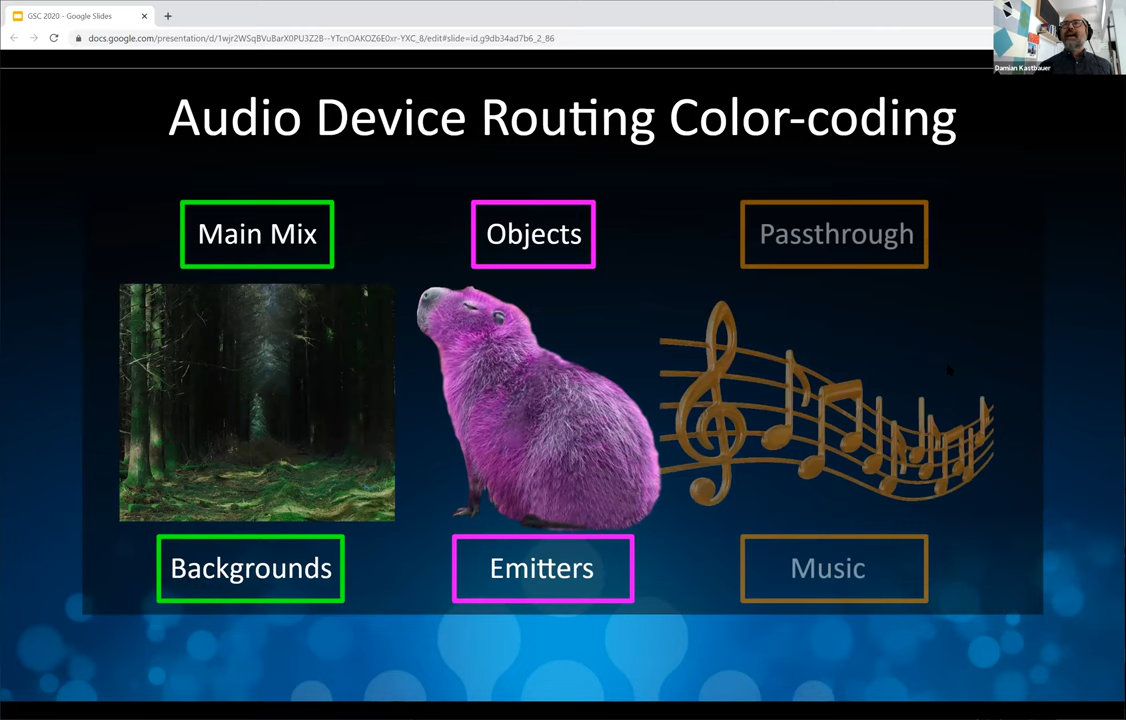 GSC 2020 - Google Slides
docs.google.com/presentation/d/1wjr2WSqBVuBarX0PU3Z2B--YTcnOAKOZ6E0xr-YXC_8/edit#slide=id.g9db34ad7b6_2_86
Damian Kastbauer
Audio Device Routing Color-coding
Main Mix
Objects
Passthrough
Backgrounds
Emitters
Music